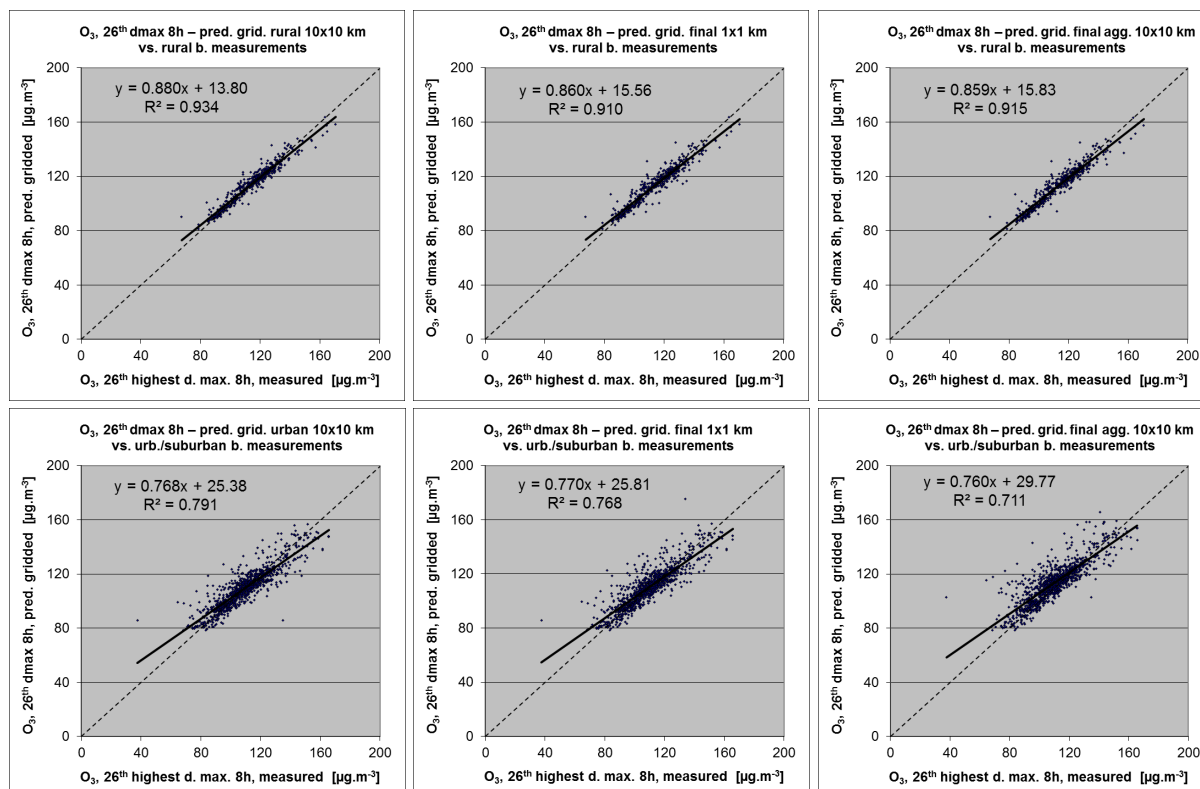 O₃, 26ᵗʰ dmax 8h – pred. grid. rural 10x10 km
vs. rural b. measurements
y = 0.880x + 13.80
R² = 0.934
O₃, 26ᵗʰ dmax 8h, pred. gridded [µg.m⁻³]
200
160
120
80
40
0
0 40 80 120 160 200
O₃, 26ᵗʰ highest d. max. 8h, measured [µg.m⁻³]
O₃, 26ᵗʰ dmax 8h – pred. grid. final 1x1 km
vs. rural b. measurements
y = 0.860x + 15.56
R² = 0.910
O₃, 26ᵗʰ dmax 8h, pred. gridded [µg.m⁻³]
200
160
120
80
40
0
0 40 80 120 160 200
O₃, 26ᵗʰ highest d. max. 8h, measured [µg.m⁻³]
O₃, 26ᵗʰ dmax 8h – pred. grid. final agg. 10x10 km
vs. rural b. measurements
y = 0.859x + 15.83
R² = 0.915
O₃, 26ᵗʰ dmax 8h, pred. gridded [µg.m⁻³]
200
160
120
80
40
0
0 40 80 120 160 200
O₃, 26ᵗʰ highest d. max. 8h, measured [µg.m⁻³]
O₃, 26ᵗʰ dmax 8h – pred. grid. urban 10x10 km
vs. urb./suburban b. measurements
y = 0.768x + 25.38
R² = 0.791
O₃, 26ᵗʰ dmax 8h, pred. gridded [µg.m⁻³]
200
160
120
80
40
0
0 40 80 120 160 200
O₃, 26ᵗʰ highest d. max. 8h, measured [µg.m⁻³]
O₃, 26ᵗʰ dmax 8h – pred. grid. final 1x1 km
vs. urb./suburban b. measurements
y = 0.770x + 25.81
R² = 0.768
O₃, 26ᵗʰ dmax 8h, pred. gridded [µg.m⁻³]
200
160
120
80
40
0
0 40 80 120 160 200
O₃, 26ᵗʰ highest d. max. 8h, measured [µg.m⁻³]
O₃, 26ᵗʰ dmax 8h – pred. grid. final agg. 10x10 km
vs. urb./suburban b. measurements
y = 0.760x + 29.77
R² = 0.711
O₃, 26ᵗʰ dmax 8h, pred. gridded [µg.m⁻³]
200
160
120
80
40
0
0 40 80 120 160 200
O₃, 26ᵗʰ highest d. max. 8h, measured [µg.m⁻³]